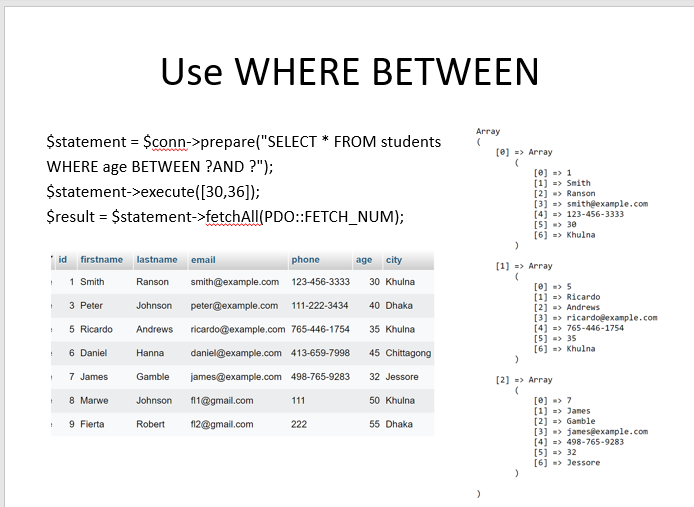 Use WHERE BETWEEN
$statement = $conn->prepare("SELECT * FROM students
WHERE age BETWEEN ?AND ?");
$statement->execute([30,36]);
$result = $statement->fetchAll(PDO::FETCH_NUM);
id firstname lastname email phone age city
1 Smith Ranson smith@example.com 123-456-3333 30 Khulna
3 Peter Johnson peter@example.com 111-222-3434 40 Dhaka
5 Ricardo Andrews ricardo@example.com 765-446-1754 35 Khulna
6 Daniel Hanna daniel@example.com 413-659-7998 45 Chittagong
7 James Gamble james@example.com 498-765-9283 32 Jessore
8 Marwe Johnson fl1@gmail.com 111 50 Khulna
9 Fierta Robert fl2@gmail.com 222 55 Dhaka
Array
(
[0] => Array
(
[0] => 1
[1] => Smith
[2] => Ranson
[3] => smith@example.com
[4] => 123-456-3333
[5] => 30
[6] => Khulna
)
[1] => Array
(
[0] => 5
[1] => Ricardo
[2] => Andrews
[3] => ricardo@example.com
[4] => 765-446-1754
[5] => 35
[6] => Khulna
)
[2] => Array
(
[0] => 7
[1] => James
[2] => Gamble
[3] => james@example.com
[4] => 498-765-9283
[5] => 32
[6] => Jessore
)
)